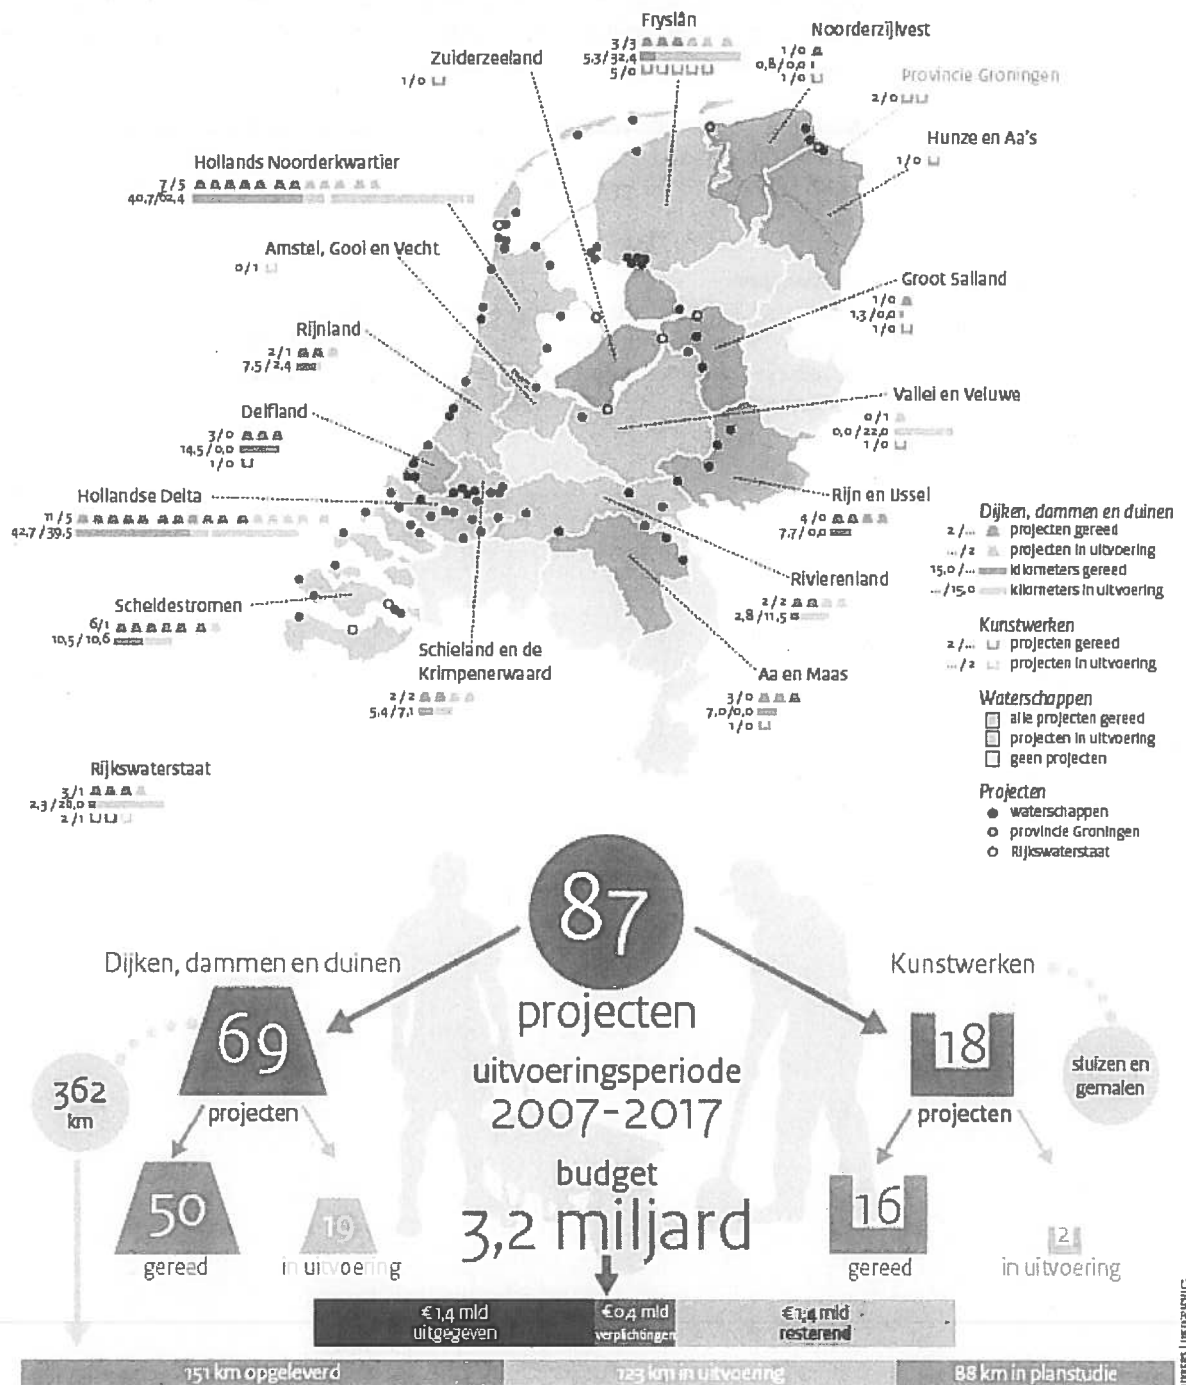 Fryslân
3/3
5,3/32,4
5/0
Noorderzijlvest
1/0
0,8/0,0
1/0
Zuiderzeeland
1/0
Provincie Groningen
2/0
Hunze en Aa's
1/0
Hollands Noorderkwartier
7/5
40,7/62,4
Amstel, Gooi en Vecht
0/1
Groot Salland
1/0
1,3/0,0
1/0
Rijnland
2/1
7,5/2,4
Vallei en Veluwe
0/1
0,0/22,0
1/0
Delfland
3/0
14,5/0,0
1/0
Hollandse Delta
11/5
42,7/39,5
Rijn en IJssel
4/0
7,7/0,0
Dijken, dammen en duinen
2/... projecten gereed
.../2 projecten in uitvoering
15,0/... kilometers gereed
.../15,0 kilometers in uitvoering
Rivierenland
2/2
2,8/11,5
Scheldestromen
6/1
10,5/10,6
Kunstwerken
2/... projecten gereed
.../2 projecten in uitvoering
Schieland en de
Krimpenerwaard
2/2
5,4/7,1
Aa en Maas
3/0
7,0/0,0
1/0
Waterschappen
alle projecten gereed
projecten in uitvoering
geen projecten
Rijkswaterstaat
3/1
2/1
Projecten
waterschappen
provincie Groningen
Rijkswaterstaat
87
projecten
uitvoeringsperiode
2007-2017
budget
3,2 miljard
Dijken, dammen en duinen
69
projecten
362
km
50
gereed
19
in uitvoering
Kunstwerken
18
projecten
sluizen en
gemalen
16
gereed
2
in uitvoering
€1,4 mld
uitgegeven
€0,4 mld
verplichtingen
€1,4 mld
resterend
151 km opgeleverd
123 km in uitvoering
88 km in planstudie